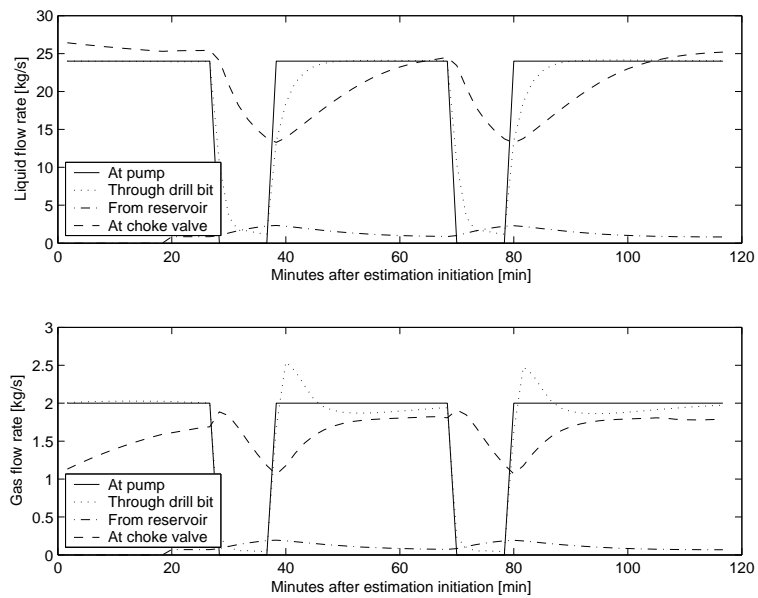 30
25
20
15
10
5
0
Liquid flow rate [kg/s]
At pump
Through drill bit
From reservoir
At choke valve
0 20 40 60 80 100 120
Minutes after estimation initiation [min]
3
2.5
2
1.5
1
0.5
0
Gas flow rate [kg/s]
At pump
Through drill bit
From reservoir
At choke valve
0 20 40 60 80 100 120
Minutes after estimation initiation [min]